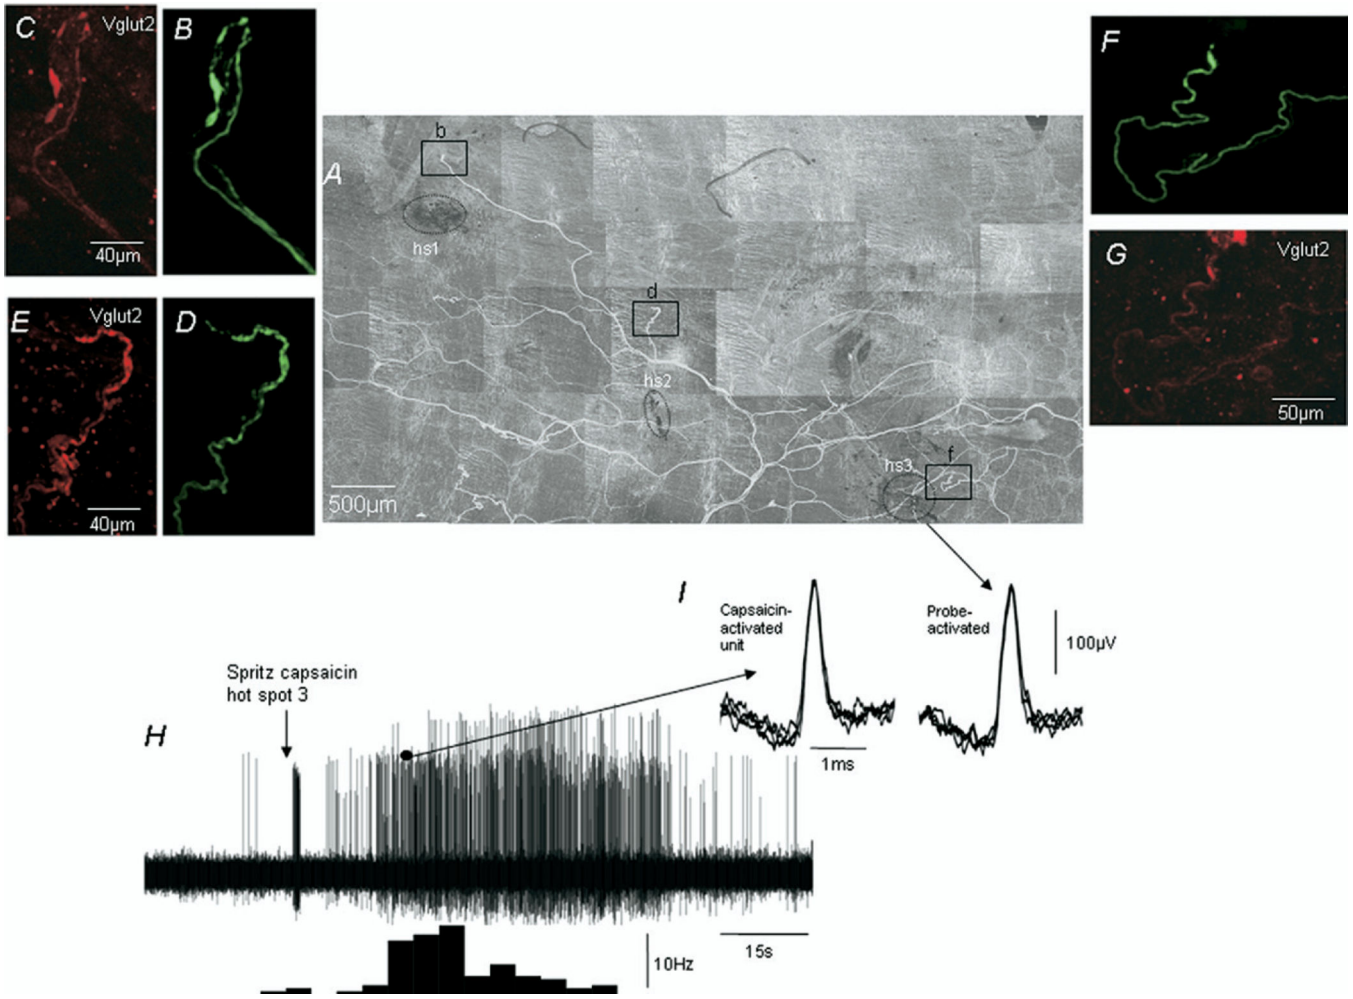 C
Vglut2
B
40µm
E
Vglut2
D
40µm
A
b
hs1
d
hs2
hs3
f
500µm
F
G
Vglut2
50µm
H
Spritz capsaicin
hot spot 3
10Hz
15s
I
Capsaicin-
activated
unit
1ms
Probe-
activated
100µV